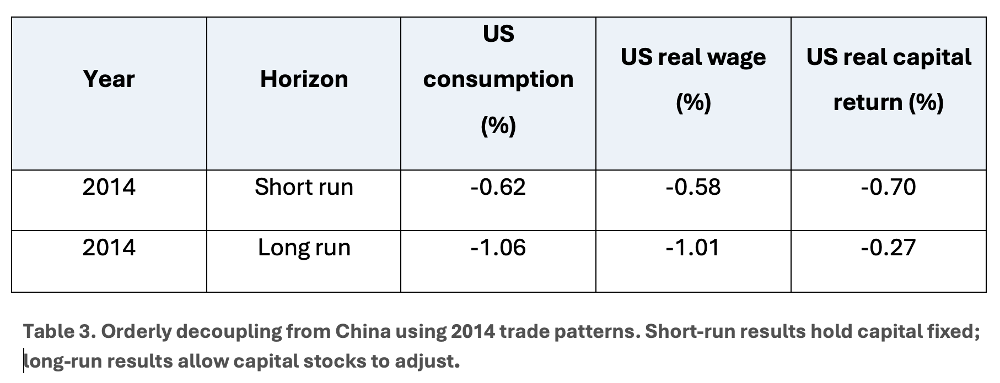 Year
Horizon
US
consumption
(%)
US real wage
(%)
US real capital
return (%)
2014
Short run
-0.62
-0.58
-0.70
2014
Long run
-1.06
-1.01
-0.27
Table 3. Orderly decoupling from China using 2014 trade patterns. Short-run results hold capital fixed;
long-run results allow capital stocks to adjust.